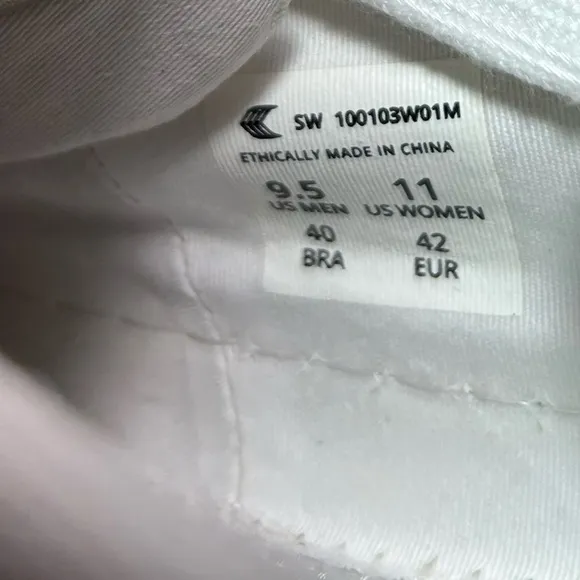 SW 100103W01M
ETHICALLY MADE IN CHINA
9.5 11
US MEN US WOMEN
40 42
BRA EUR